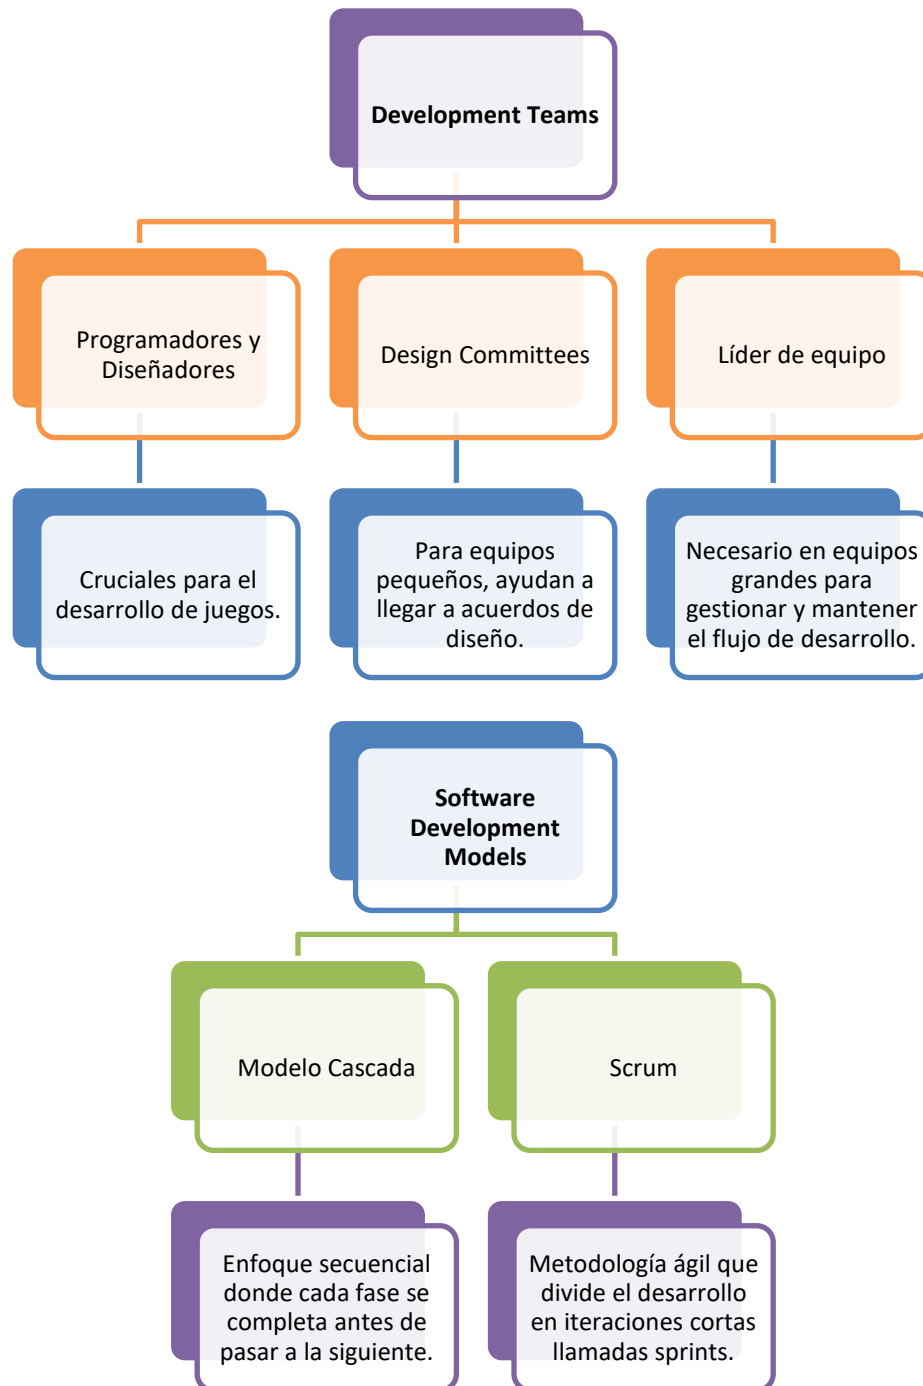 Development Teams
Programadores y
Diseñadores
Design Committees
Líder de equipo
Cruciales para el
desarrollo de juegos.
Para equipos
pequeños, ayudan a
llegar a acuerdos de
diseño.
Necesario en equipos
grandes para
gestionar y mantener
el flujo de desarrollo.
Software
Development
Models
Modelo Cascada
Scrum
Enfoque secuencial
donde cada fase se
completa antes de
pasar a la siguiente.
Metodología ágil que
divide el desarrollo
en iteraciones cortas
llamadas sprints.